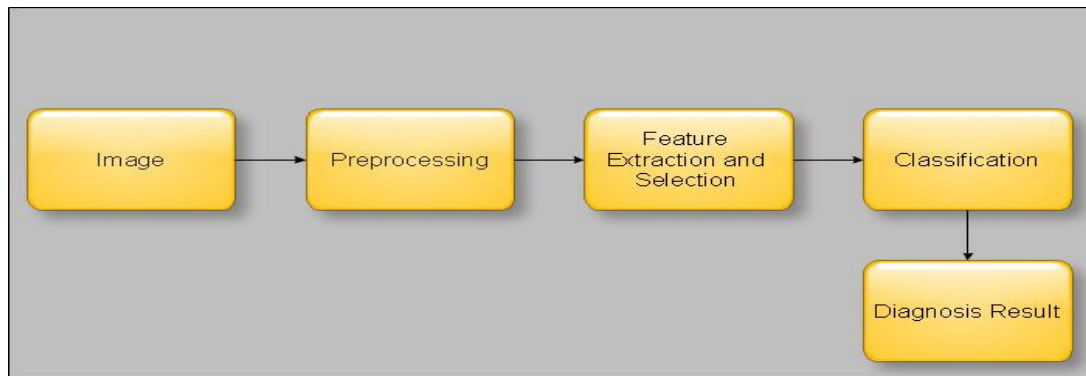 Image
Preprocessing
Feature
Extraction and
Selection
Classification
Diagnosis Result